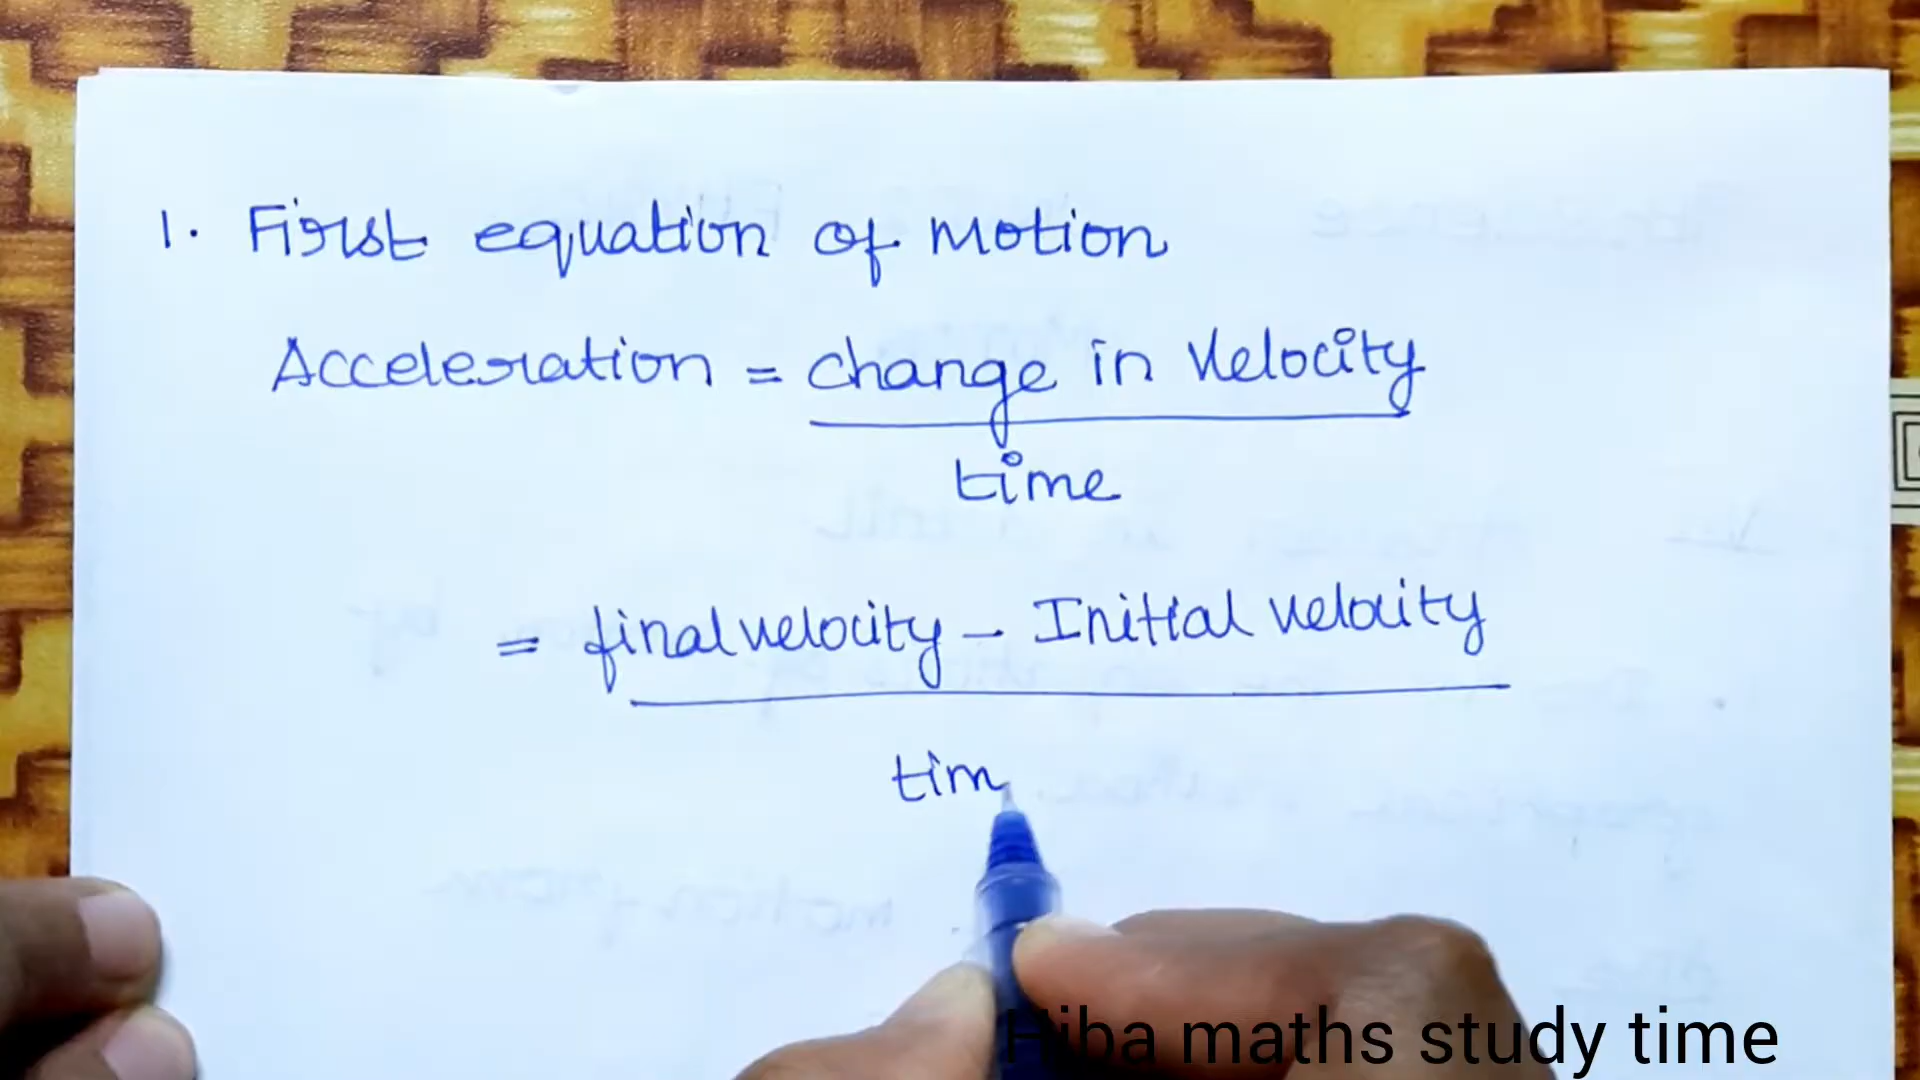 1. First equation of motion
Acceleration = change in velocity
time
= final velocity - Initial velocity
tim
Hiba maths study time